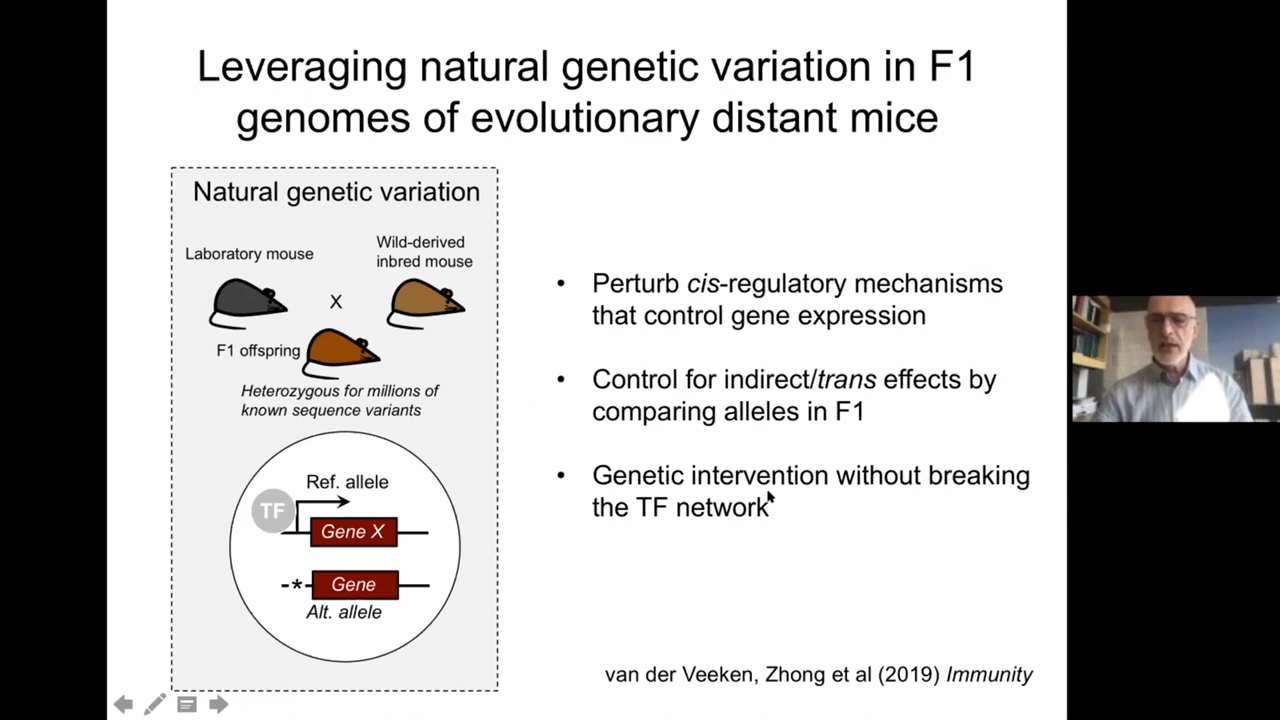 Leveraging natural genetic variation in F1
genomes of evolutionary distant mice
Natural genetic variation
Laboratory mouse
Wild-derived
inbred mouse
X
F1 offspring
Heterozygous for millions of
known sequence variants
Ref. allele
TF
Gene X
-*- Gene
Alt. allele
• Perturb cis-regulatory mechanisms
that control gene expression
• Control for indirect/trans effects by
comparing alleles in F1
• Genetic intervention without breaking
the TF network
van der Veeken, Zhong et al (2019) Immunity